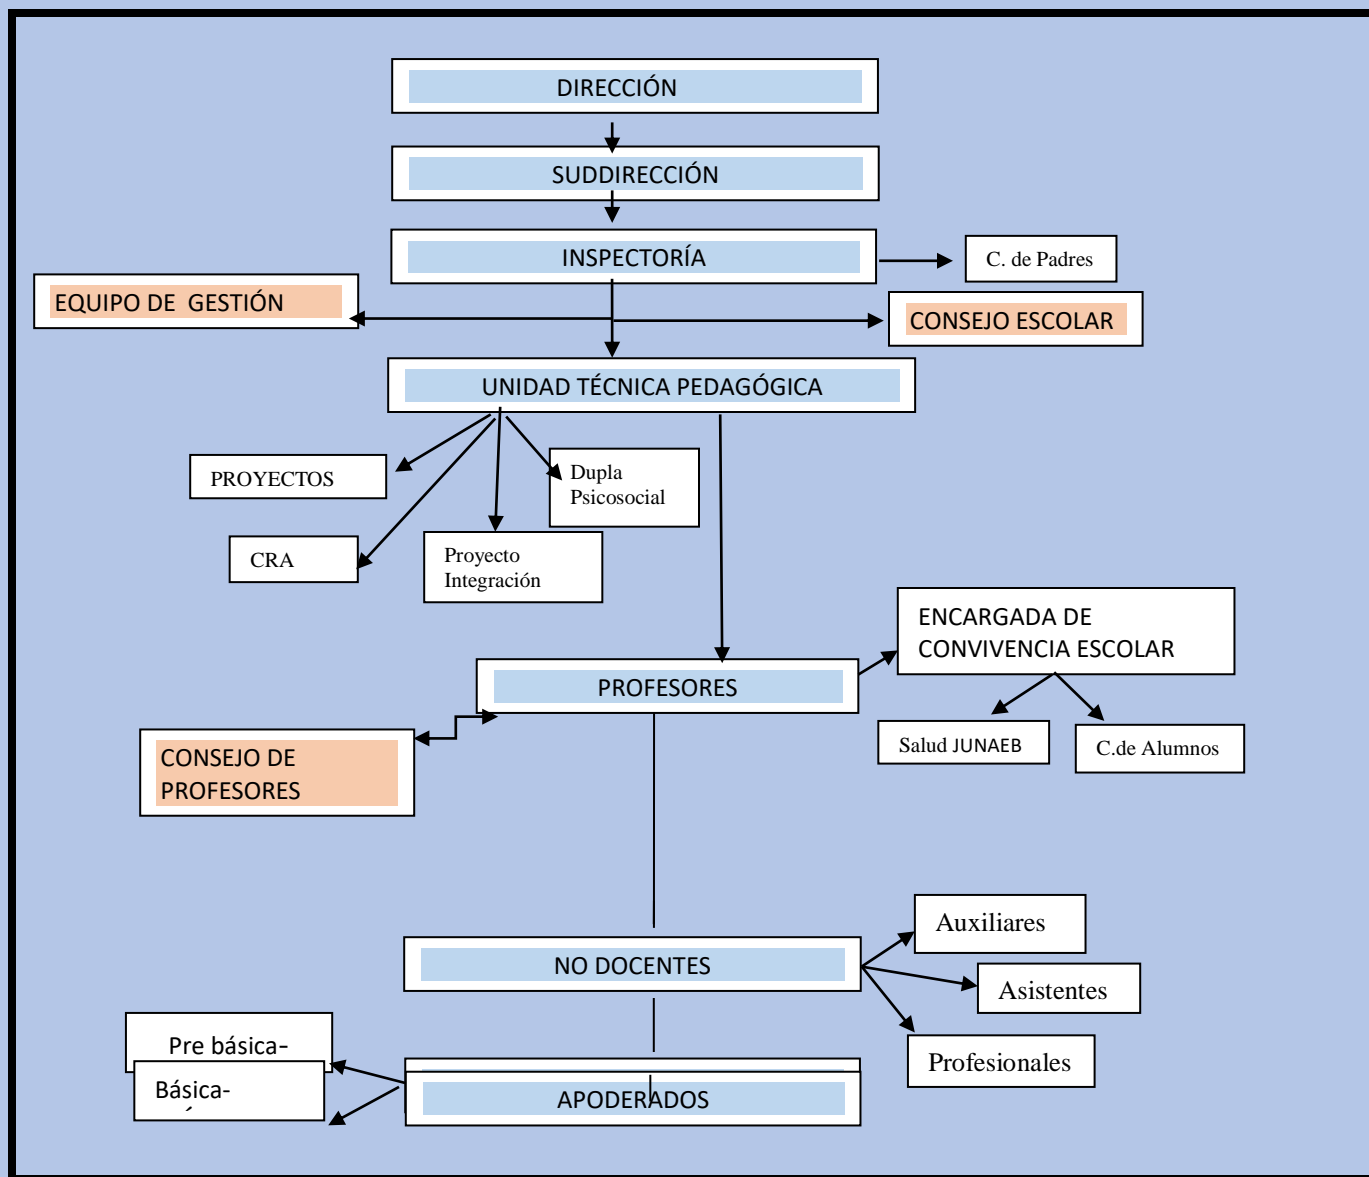 DIRECCIÓN
SUDDIRECCIÓN
INSPECTORÍA
C. de Padres
EQUIPO DE GESTIÓN
CONSEJO ESCOLAR
UNIDAD TÉCNICA PEDAGÓGICA
PROYECTOS
Dupla
Psicosocial
CRA
Proyecto
Integración
ENCARGADA DE
CONVIVENCIA ESCOLAR
PROFESORES
Salud JUNAEB
C.de Alumnos
CONSEJO DE
PROFESORES
Auxiliares
NO DOCENTES
Asistentes
Profesionales
Pre básica-
Básica-
APODERADOS